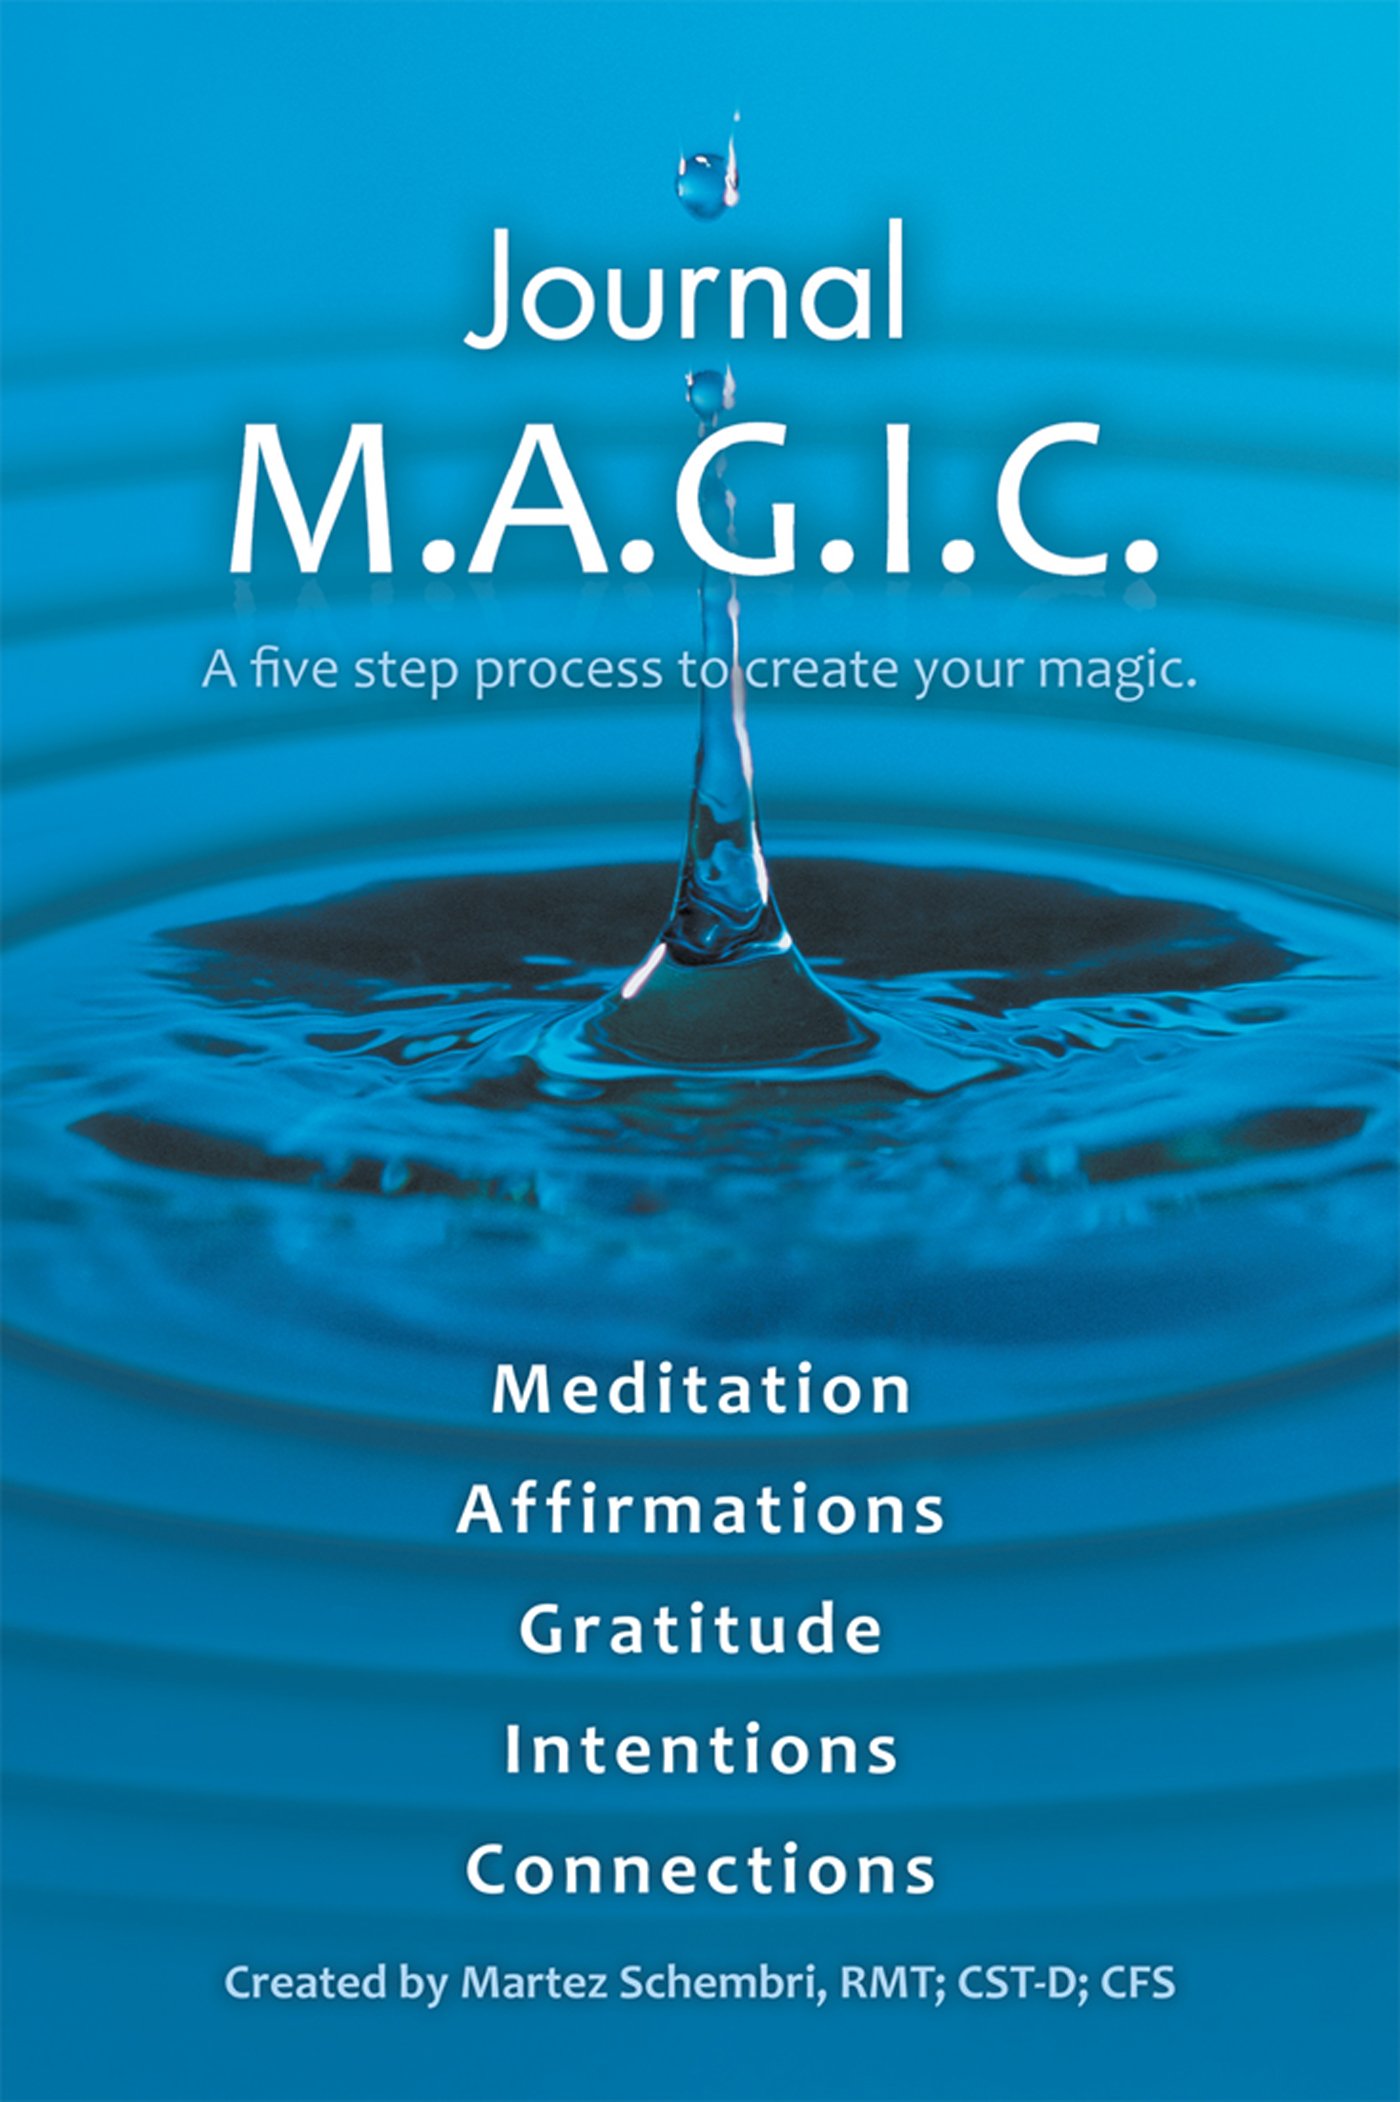 Journal
M.A.G.I.C.
A five step process to create your magic.
Meditation
Affirmations
Gratitude
Intentions
Connections
Created by Martez Schembri, RMT; CST-D; CFS